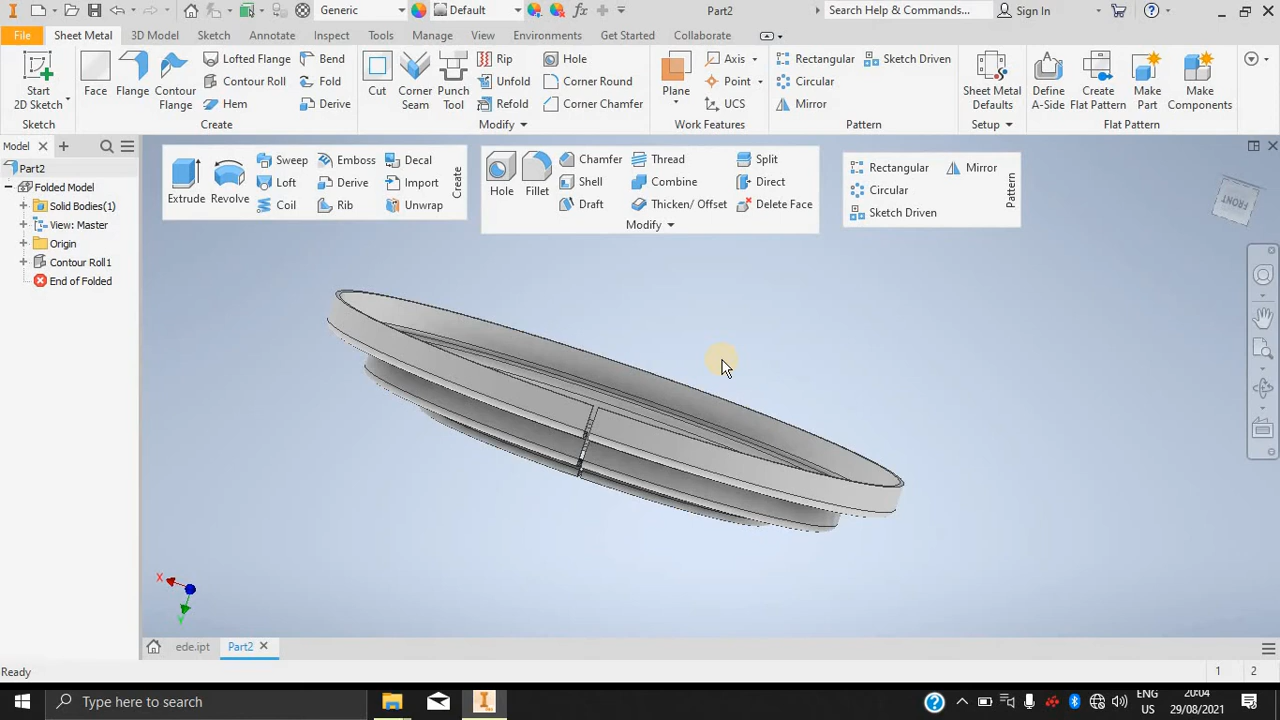 Generic
Default
Part2
Search Help & Commands...
Sign In
File
Sheet Metal
3D Model
Sketch
Annotate
Inspect
Tools
Manage
View
Environments
Get Started
Collaborate
Start
2D Sketch
Sketch
Face
Flange
Contour
Flange
Lofted Flange
Contour Roll
Hem
Bend
Fold
Derive
Create
Cut
Corner
Seam
Punch
Tool
Rip
Unfold
Refold
Hole
Corner Round
Corner Chamfer
Modify
Plane
Axis
Point
UCS
Work Features
Rectangular
Circular
Mirror
Sketch Driven
Pattern
Sheet Metal
Defaults
Setup
Define
A-Side
Create
Flat Pattern
Make
Part
Make
Components
Flat Pattern
Model
Part2
Folded Model
Solid Bodies(1)
View: Master
Origin
Contour Roll1
End of Folded
Extrude
Revolve
Sweep
Loft
Coil
Emboss
Derive
Rib
Decal
Import
Unwrap
Create
Hole
Fillet
Chamfer
Shell
Draft
Thread
Combine
Thicken/ Offset
Split
Direct
Delete Face
Modify
Rectangular
Circular
Sketch Driven
Mirror
Pattern
FRONT
X
Y
ede.ipt
Part2
Ready
1
2
Type here to search
ENG
US
20:04
29/08/2021